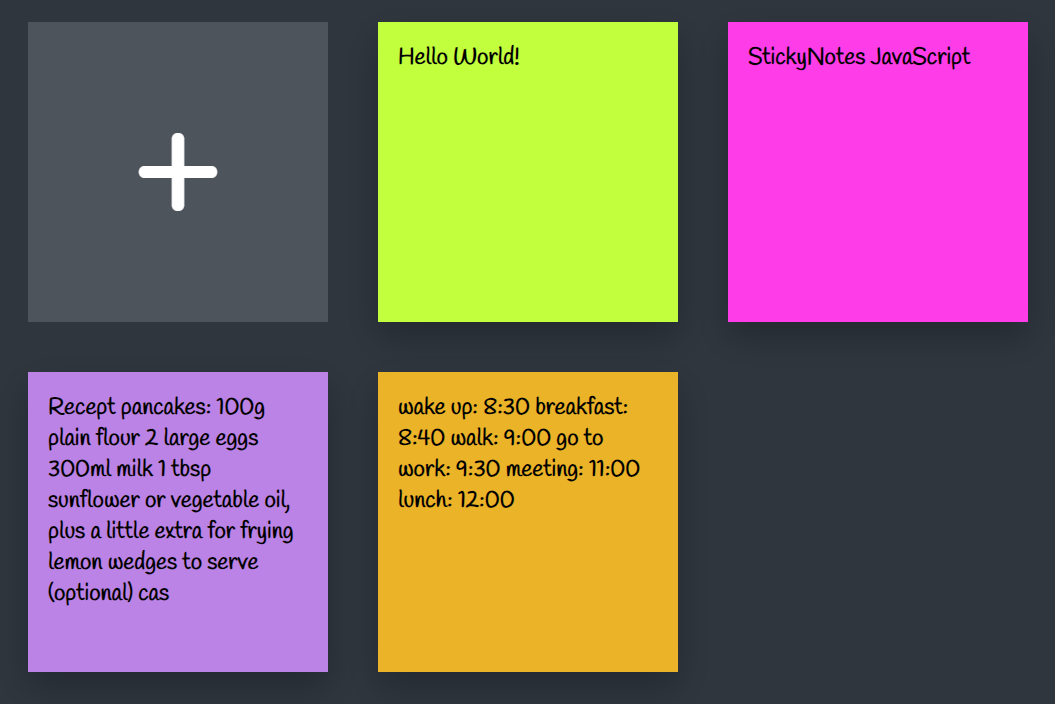 Hello World!
StickyNotes JavaScript
Recept pancakes: 100g
plain flour 2 large eggs
300ml milk 1 tbsp
sunflower or vegetable oil,
plus a little extra for frying
lemon wedges to serve
(optional) cas
wake up: 8:30 breakfast:
8:40 walk: 9:00 go to
work: 9:30 meeting: 11:00
lunch: 12:00